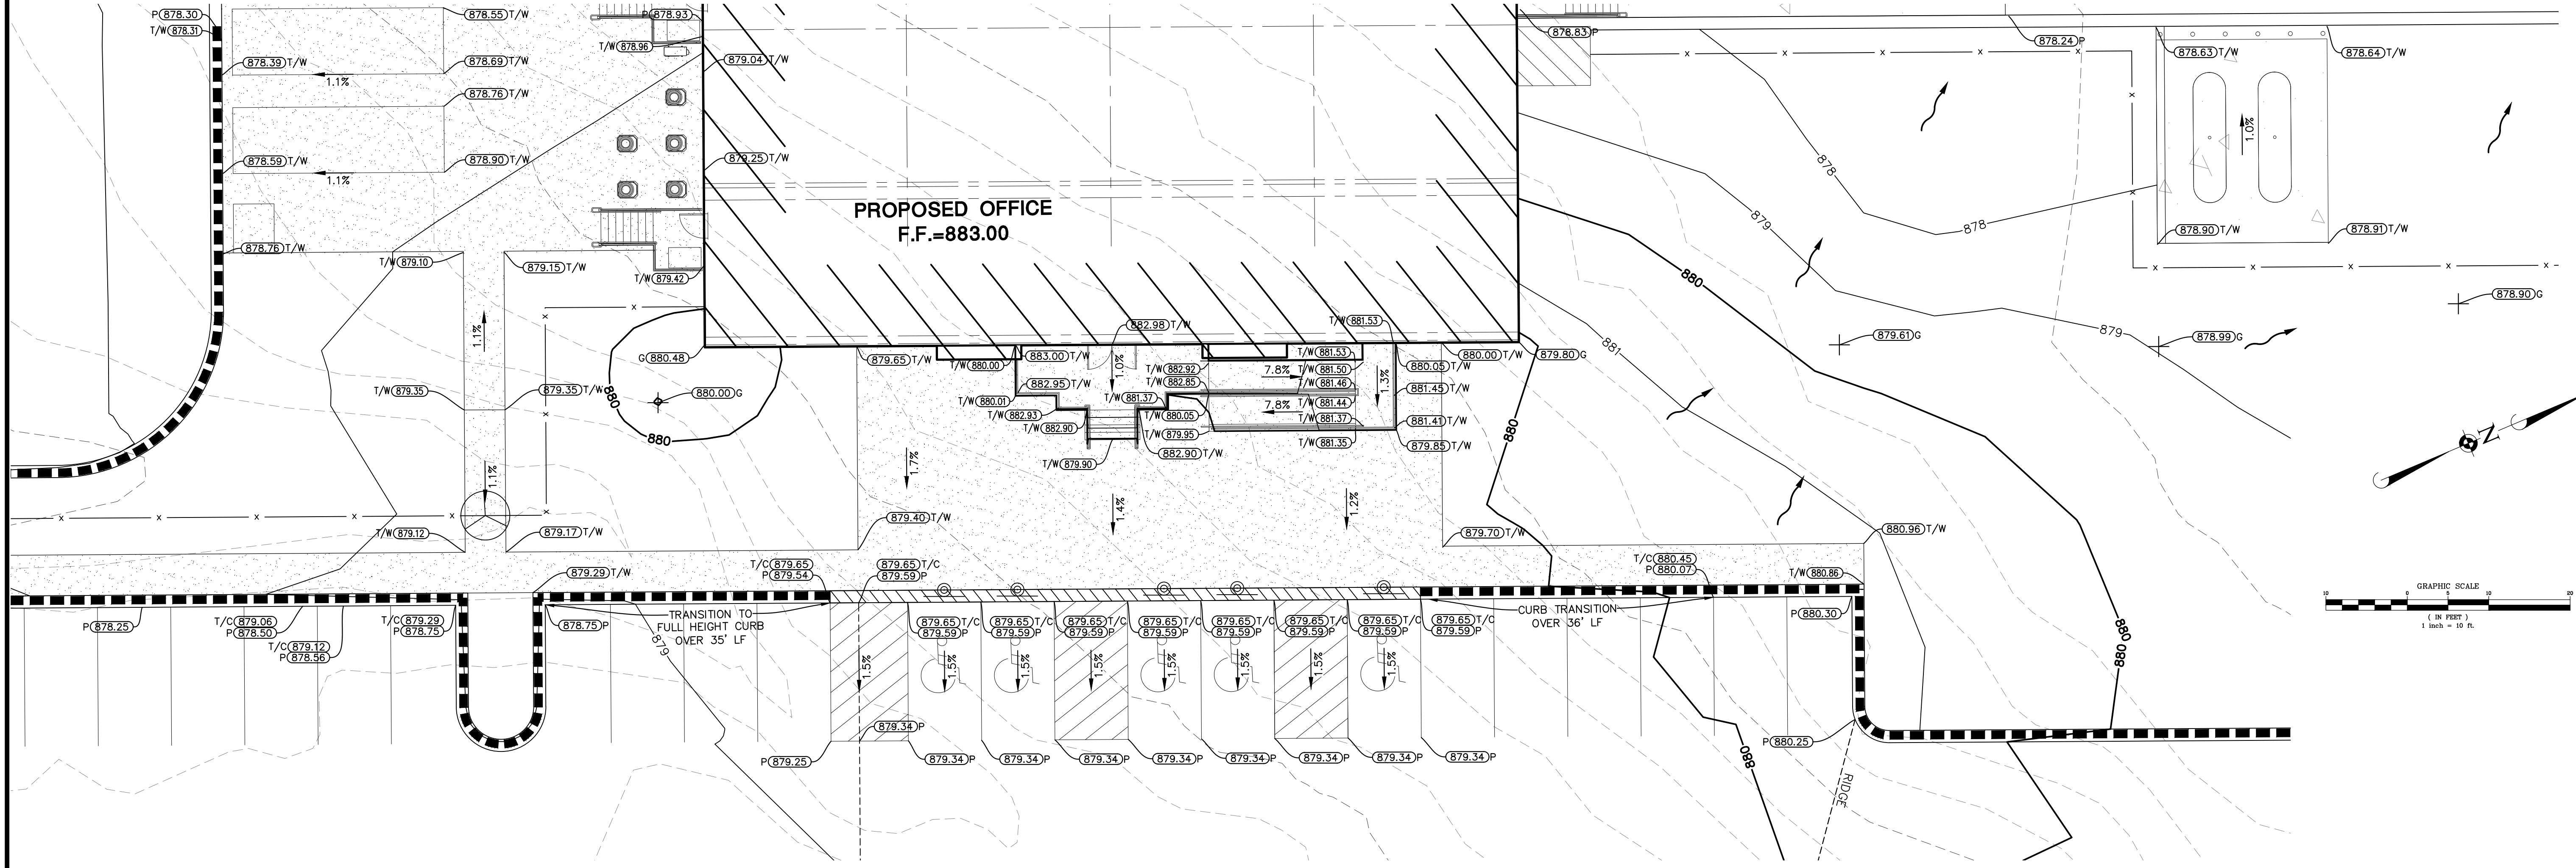 P 878.30
T/W 878.31
878.55 T/W
878.39 T/W
878.69 T/W
1.1%
878.76 T/W
878.59 T/W
878.90 T/W
1.1%
878.76 T/W
P 878.93
T/W 878.96
879.04 T/W
879.25 T/W
T/W 879.42
T/W 879.10
879.15 T/W
1.1%
T/W 879.35
879.35 T/W
1.1%
T/W 879.12
879.17 T/W
G 880.48
880.00 G
880
880
PROPOSED OFFICE
F.F.=883.00
879.65 T/W
T/W 880.00
883.00 T/W
882.98 T/W
1.0%
882.95 T/W
T/W 880.01
T/W 882.93
T/W 882.90
T/W 879.90
T/W 881.37
T/W 882.92
T/W 882.85
T/W 880.05
T/W 879.95
882.90 T/W
7.8%
7.8%
T/W 881.53
T/W 881.53
T/W 881.50
T/W 881.46
T/W 881.44
T/W 881.37
T/W 881.35
1.3%
880.05 T/W
881.45 T/W
881.41 T/W
879.85 T/W
880.00 T/W
879.80 G
1.7%
1.4%
1.2%
879.40 T/W
879.70 T/W
880
878.83 P
878.24 P
878.63 T/W
878.64 T/W
1.0%
878.90 T/W
878.91 T/W
878
878
879
879
880
881
879.61 G
878.99 G
878.90 G
880.96 T/W
N
GRAPHIC SCALE
10 0 5 10 20
( IN FEET )
1 inch = 10 ft.
879.29 T/W
T/C 879.65
P 879.54
879.65 T/C
879.59 P
T/C 880.45
P 880.07
T/W 880.86
P 880.30
P 878.25
T/C 879.06
P 878.50
T/C 879.12
P 878.56
T/C 879.29
P 878.75
878.75 P
TRANSITION TO
FULL HEIGHT CURB
OVER 35' LF
879
879.65 T/C
879.59 P
879.65 T/C
879.59 P
879.65 T/C
879.59 P
879.65 T/C
879.59 P
879.65 T/C
879.59 P
879.65 T/C
879.59 P
879.65 T/C
879.59 P
879.65 T/C
879.59 P
CURB TRANSITION
OVER 36' LF
1.5%
1.5%
1.5%
1.5%
1.5%
1.5%
1.5%
1.5%
879.34 P
P 879.25
879.34 P
879.34 P
879.34 P
879.34 P
879.34 P
879.34 P
879.34 P
879.34 P
880
P 880.25
RIDGE
880
880